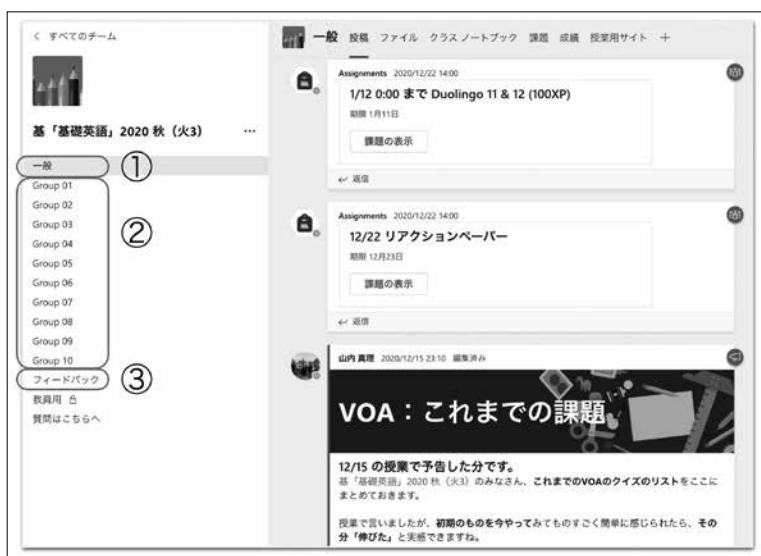 < すべてのチーム
基「基礎英語」2020 秋（火3） …
一般
①
Group 01
Group 02
Group 03
Group 04
Group 05
Group 06
Group 07
Group 08
Group 09
Group 10
②
フィードバック
③
教員用
質問はこちらへ
一般 投稿 ファイル クラス ノートブック 課題 成績 授業用サイト ＋
Assignments 2020/12/22 14:00
1/12 0:00 まで Duolingo 11 & 12 (100XP)
期限 1月11日
課題の表示
返信
Assignments 2020/12/22 14:00
12/22 リアクションペーパー
期限 12月23日
課題の表示
返信
山内 真理 2020/12/15 23:10 編集済み
VOA：これまでの課題
12/15 の授業で予告した分です。
基「基礎英語」2020 秋（火3）のみなさん、これまでのVOAのクイズのリストをここに
まとめておきます。
授業で言いましたが、初期のものを今やってみてものすごく簡単に感じられたら、その
分「伸びた」と実感できますね。